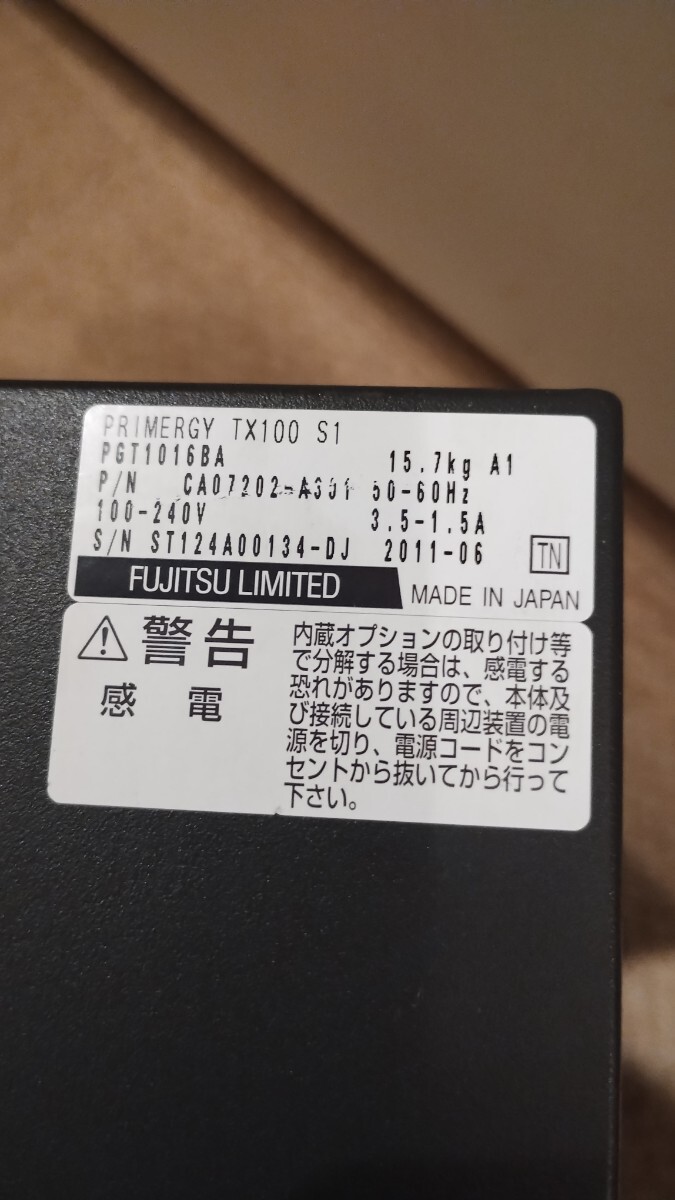 PRIMERGY TX100 S1
PGT1016BA 15.7kg A1
P/N CA07202-A301 50-60Hz
100-240V 3.5-1.5A
S/N ST124A00134-DJ 2011-06 TN
FUJITSU LIMITED MADE IN JAPAN
警告
感電
内蔵オプションの取り付け等
で分解する場合は、感電する
恐れがありますので、本体及
び接続している周辺装置の電
源を切り、電源コードをコン
セントから抜いてから行って
下さい。